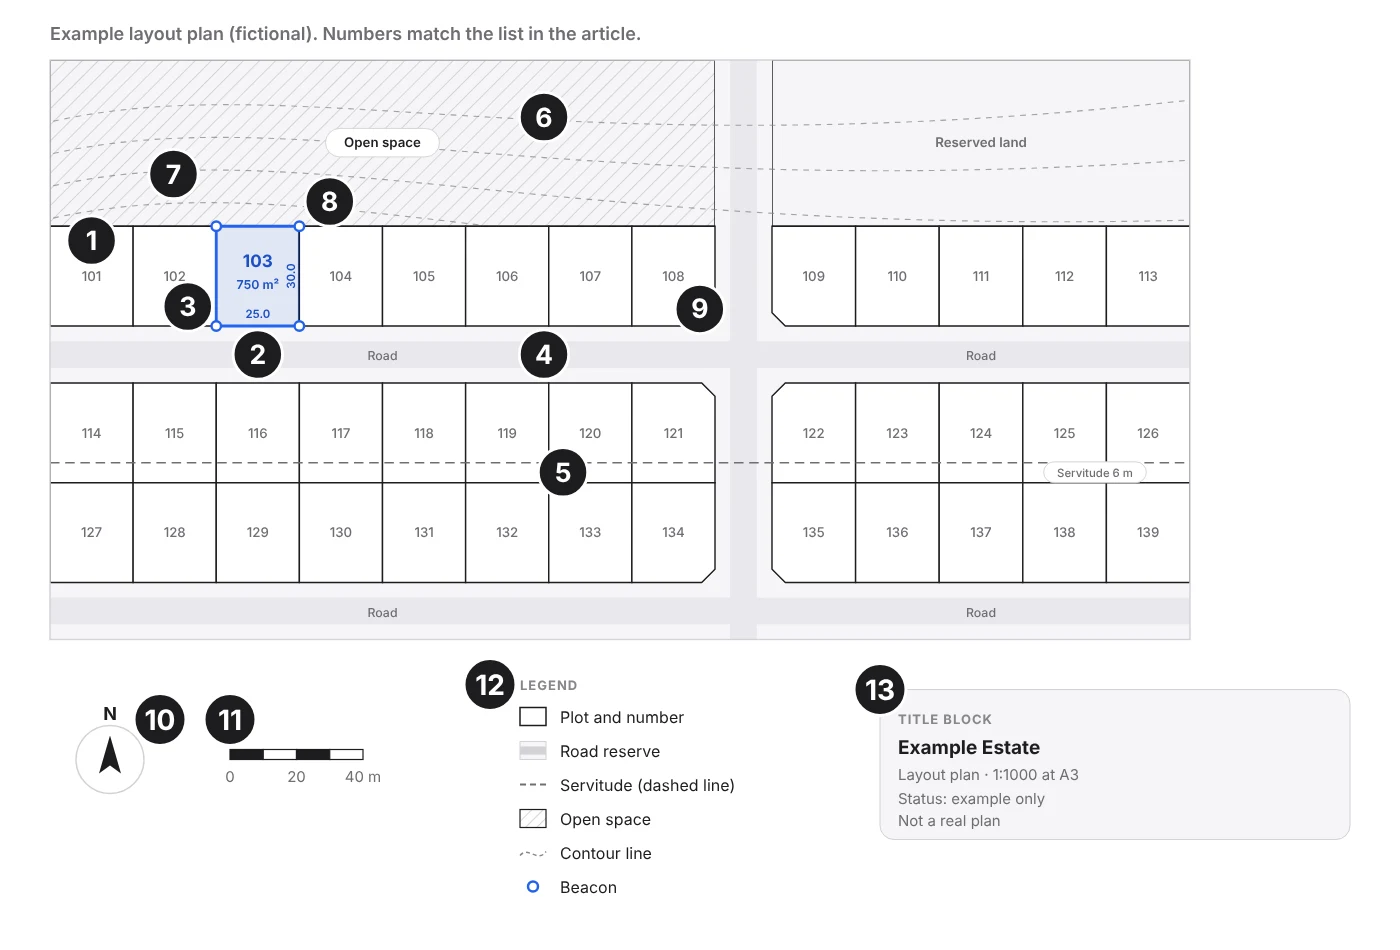 Example layout plan (fictional). Numbers match the list in the article.
6
Open space
Reserved land
7
8
1
101
102
103
750 m²
30.0
25.0
104
105
106
107
108
109
110
111
112
113
3
9
2
Road
4
Road
114
115
116
117
118
119
120
121
122
123
124
125
126
5
Servitude 6 m
127
128
129
130
131
132
133
134
135
136
137
138
139
Road
Road
N
10
11
0 20 40 m
12
LEGEND
Plot and number
Road reserve
Servitude (dashed line)
Open space
Contour line
Beacon
13
TITLE BLOCK
Example Estate
Layout plan · 1:1000 at A3
Status: example only
Not a real plan